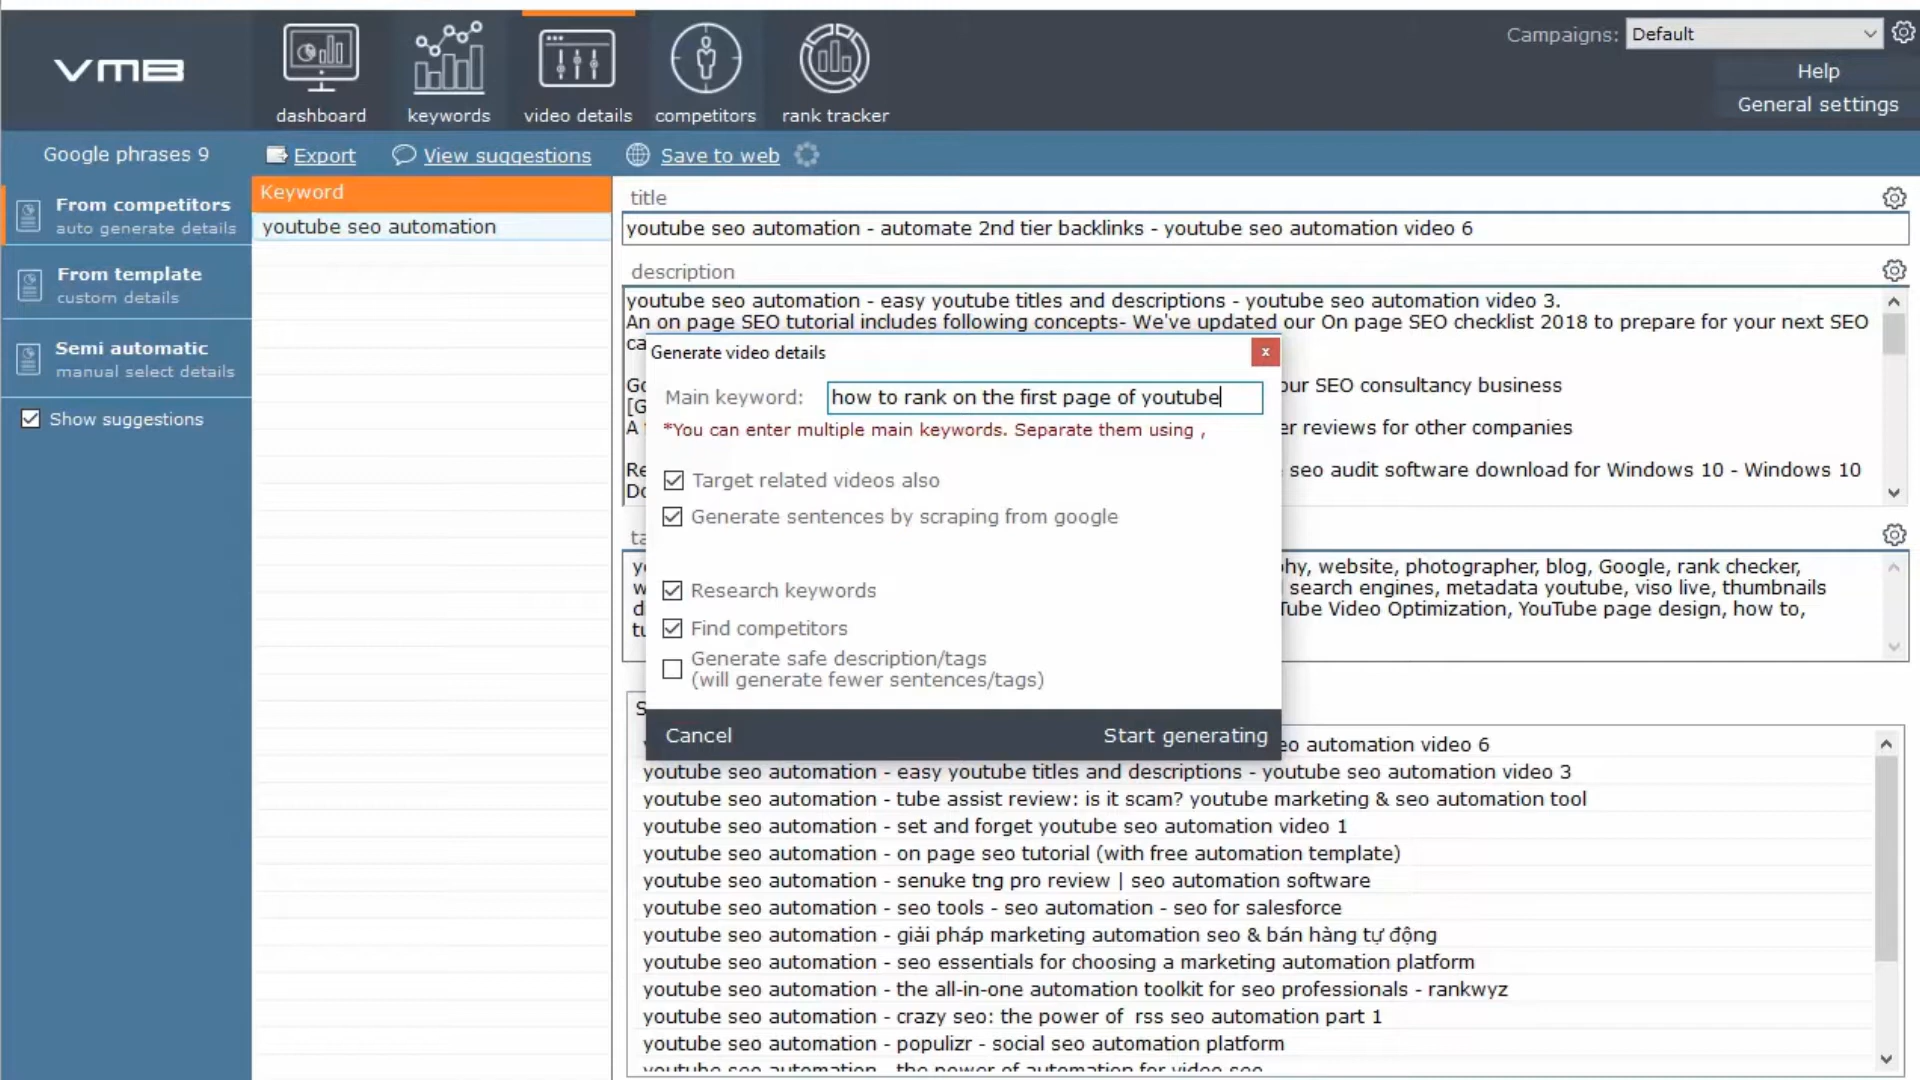 VMB
dashboard
keywords
video details
competitors
rank tracker
Campaigns:
Default
Help
General settings
Google phrases 9
Export
View suggestions
Save to web
From competitors
auto generate details
From template
custom details
Semi automatic
manual select details
Show suggestions
Keyword
youtube seo automation
title
youtube seo automation - automate 2nd tier backlinks - youtube seo automation video 6
description
youtube seo automation - easy youtube titles and descriptions - youtube seo automation video 3.
An on page SEO tutorial includes following concepts- We've updated our On page SEO checklist 2018 to prepare for your next SEO
our SEO consultancy business
reviews for other companies
seo audit software download for Windows 10 - Windows 10
website, photographer, blog, Google, rank checker,
search engines, metadata youtube, viso live, thumbnails
Video Optimization, YouTube page design, how to,
Generate video details
x
Main keyword:
how to rank on the first page of youtube
*You can enter multiple main keywords. Separate them using ,
Target related videos also
Generate sentences by scraping from google
Research keywords
Find competitors
Generate safe description/tags
(will generate fewer sentences/tags)
Cancel
Start generating
automation video 6
youtube seo automation - easy youtube titles and descriptions - youtube seo automation video 3
youtube seo automation - tube assist review: is it scam? youtube marketing & seo automation tool
youtube seo automation - set and forget youtube seo automation video 1
youtube seo automation - on page seo tutorial (with free automation template)
youtube seo automation - senuke tng pro review | seo automation software
youtube seo automation - seo tools - seo automation - seo for salesforce
youtube seo automation - giải pháp marketing automation seo & bán hàng tự động
youtube seo automation - seo essentials for choosing a marketing automation platform
youtube seo automation - the all-in-one automation toolkit for seo professionals - rankwyz
youtube seo automation - crazy seo: the power of rss seo automation part 1
youtube seo automation - populizr - social seo automation platform
youtube seo automation - the power of automation for video seo